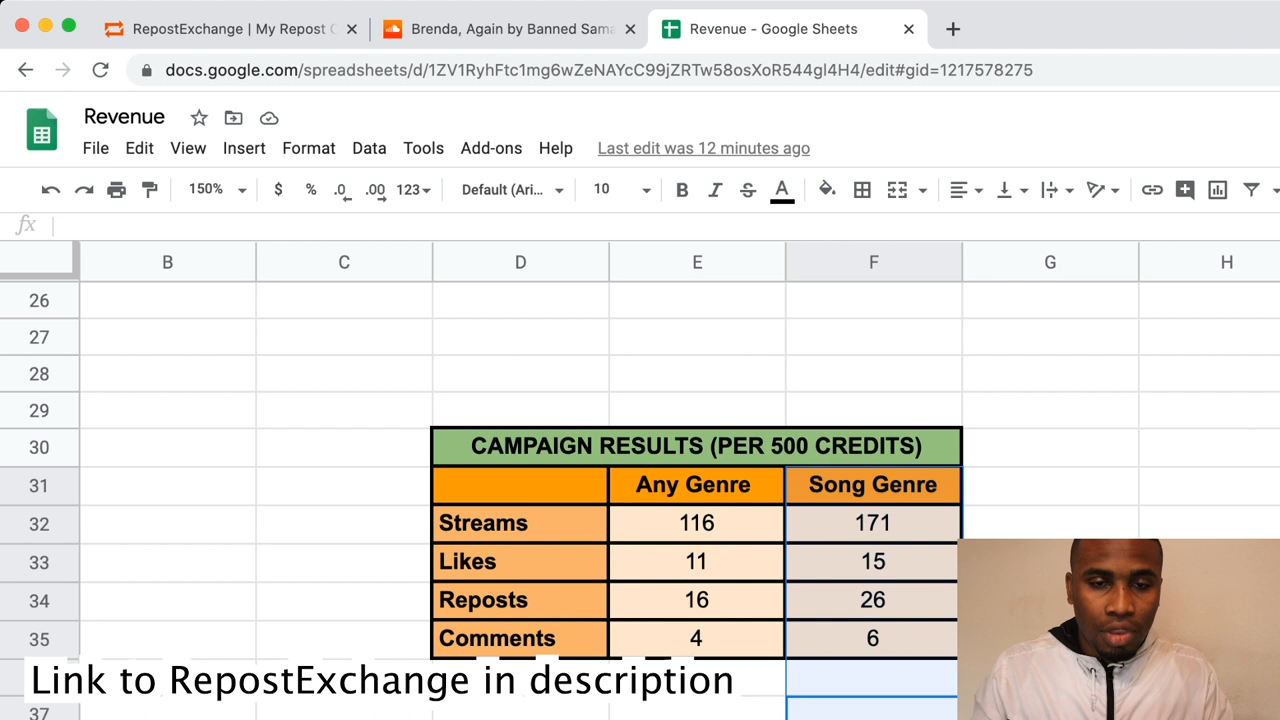 RepostExchange | My Repost C
Brenda, Again by Banned Sama
Revenue - Google Sheets
docs.google.com/spreadsheets/d/1ZV1RyhFtc1mg6wZeNAYcC99jZRTw58osXoR544gl4H4/edit#gid=1217578275
Revenue
File Edit View Insert Format Data Tools Add-ons Help Last edit was 12 minutes ago
150% $ % .0 .00 123 Default (Ari... 10 B I S A
fx
B C D E F G H
26
27
28
29
30 CAMPAIGN RESULTS (PER 500 CREDITS)
31 Any Genre Song Genre
32 Streams 116 171
33 Likes 11 15
34 Reposts 16 26
35 Comments 4 6
Link to RepostExchange in description
37